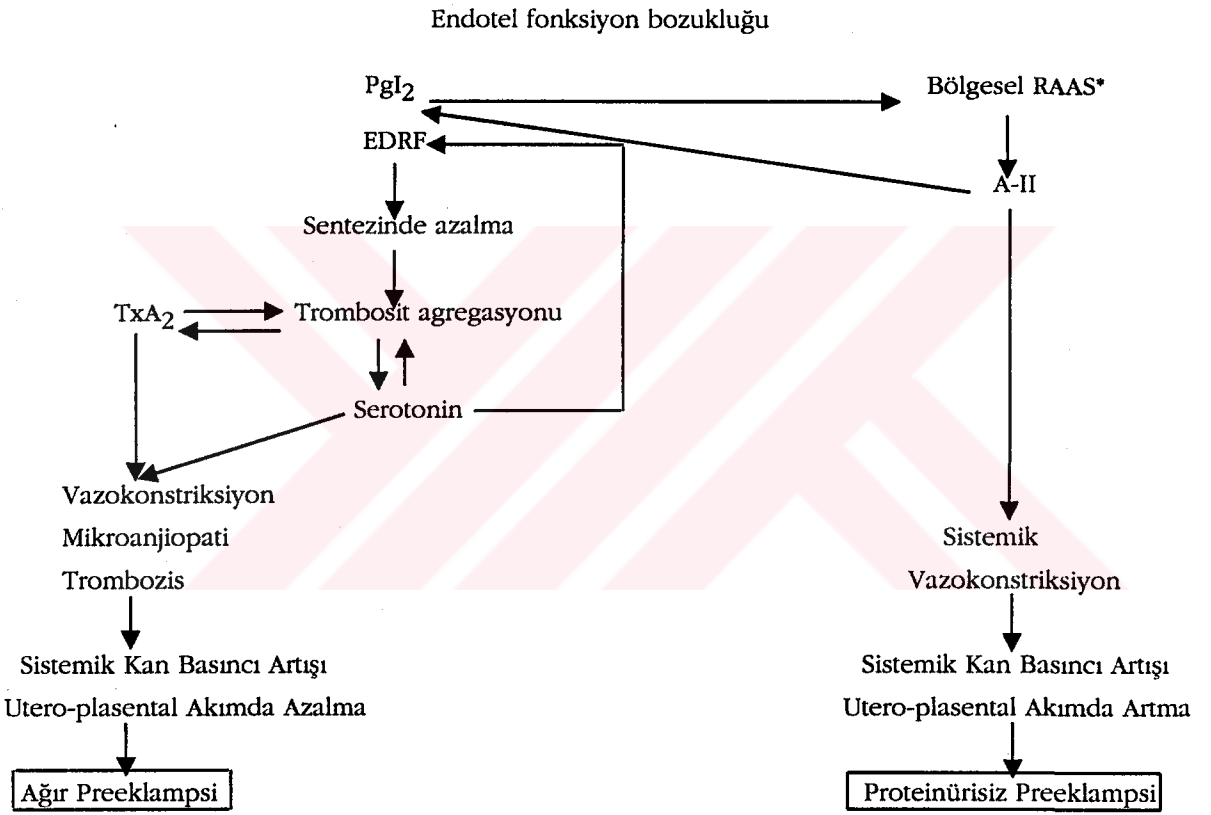 Endotel fonksiyon bozukluğu
PgI2
Bölgesel RAAS*
EDRF
A-II
Sentezinde azalma
TxA2
Trombosit agregasyonu
Serotonin
Vazokonstriksiyon
Mikroanjiopati
Trombozis
Sistemik
Vazokonstriksiyon
Sistemik Kan Basıncı Artışı
Utero-plasental Akımda Azalma
Sistemik Kan Basıncı Artışı
Utero-plasental Akımda Artma
Ağır Preeklampsi
Proteinürisiz Preeklampsi